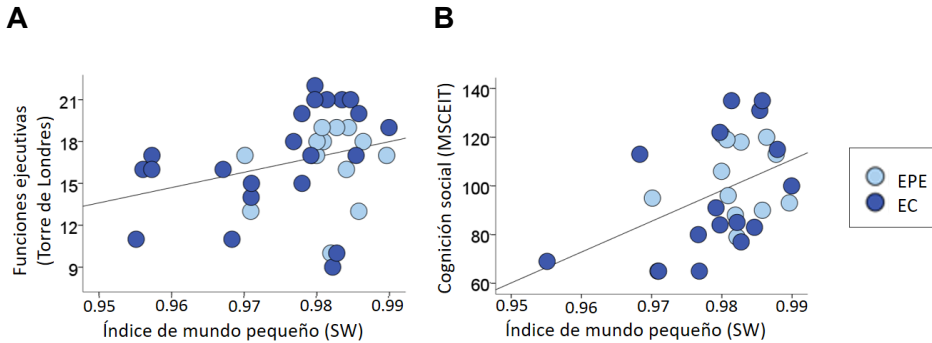 A
B
Funciones ejecutivas
(Torre de Londres)
21
18
15
12
9
0.95 0.96 0.97 0.98 0.99
Índice de mundo pequeño (SW)
Cognición social (MSCEIT)
140
120
100
80
60
0.95 0.96 0.97 0.98 0.99
Índice de mundo pequeño (SW)
EPE
EC